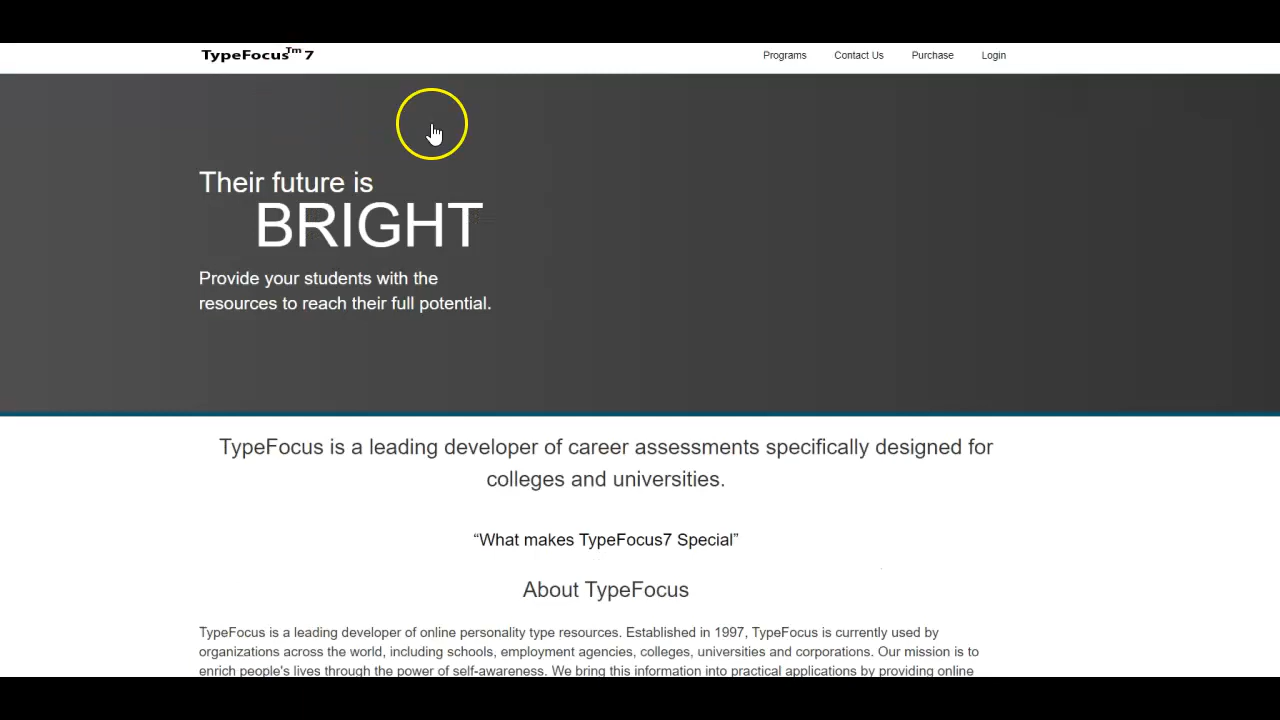 TypeFocus™ 7
Programs Contact Us Purchase Login
Their future is
BRIGHT
Provide your students with the
resources to reach their full potential.
TypeFocus is a leading developer of career assessments specifically designed for
colleges and universities.
“What makes TypeFocus7 Special”
About TypeFocus
TypeFocus is a leading developer of online personality type resources. Established in 1997, TypeFocus is currently used by
organizations across the world, including schools, employment agencies, colleges, universities and corporations. Our mission is to
enrich people's lives through the power of self-awareness. We bring this information into practical applications by providing online